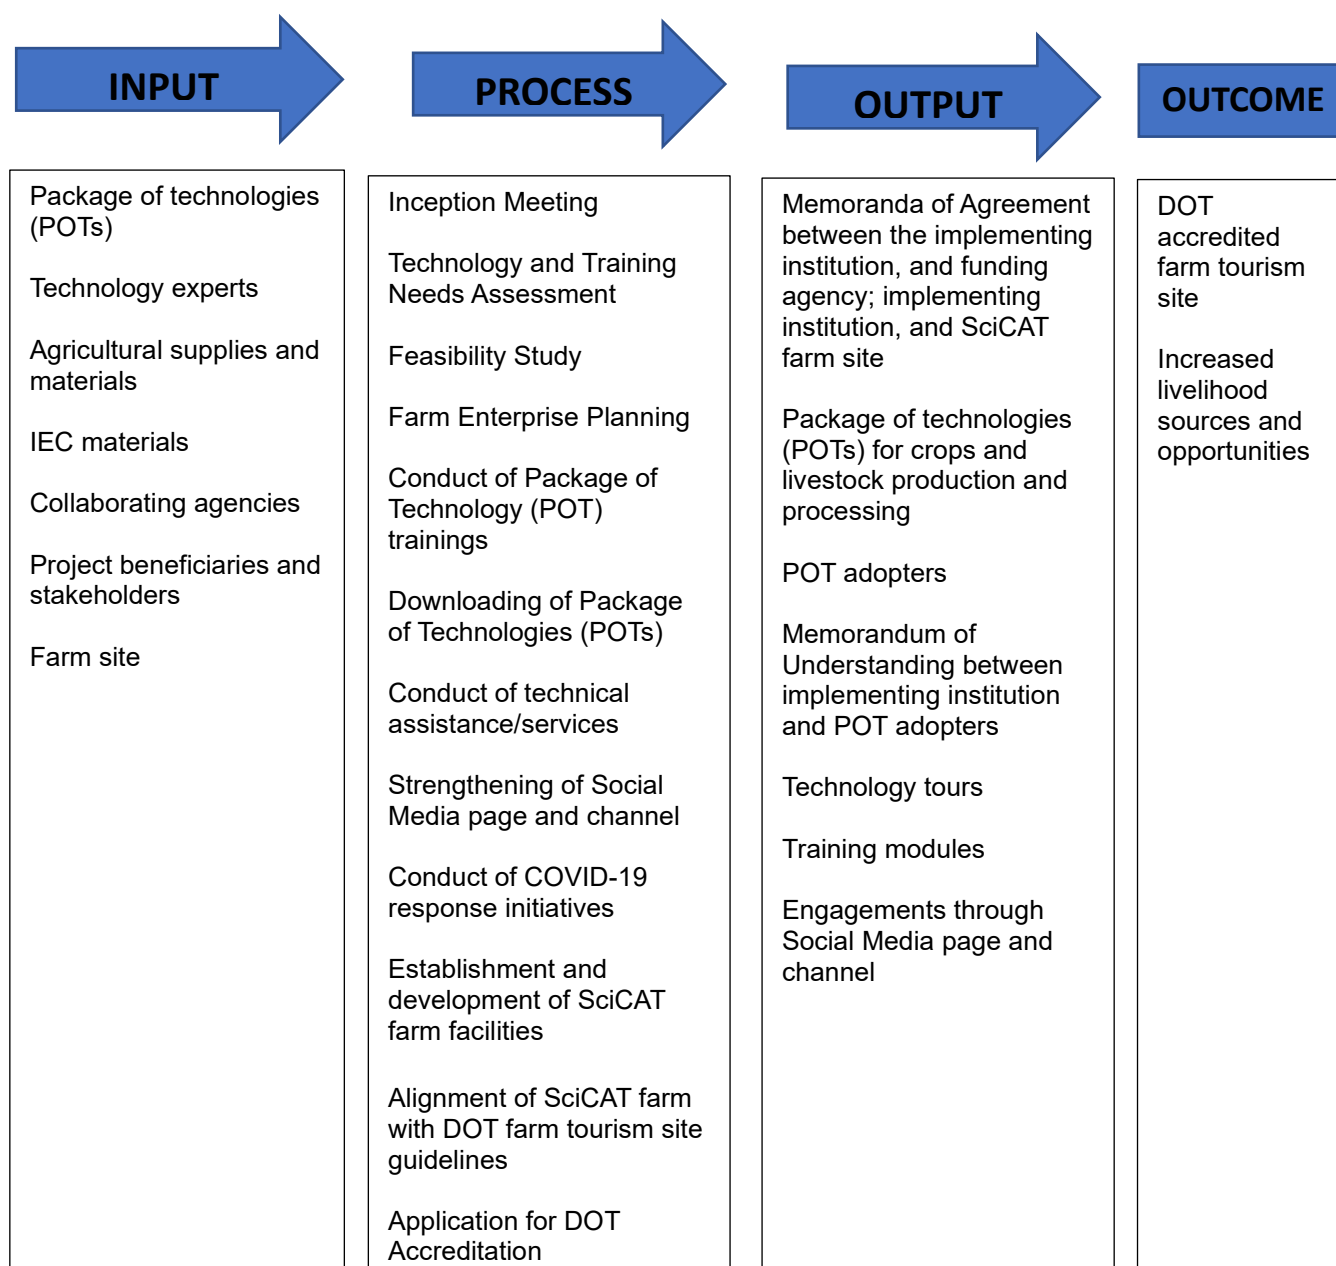 INPUT
PROCESS
OUTPUT
OUTCOME
Package of technologies
(POTs)
Technology experts
Agricultural supplies and
materials
IEC materials
Collaborating agencies
Project beneficiaries and
stakeholders
Farm site
Inception Meeting
Technology and Training
Needs Assessment
Feasibility Study
Farm Enterprise Planning
Conduct of Package of
Technology (POT)
trainings
Downloading of Package
of Technologies (POTs)
Conduct of technical
assistance/services
Strengthening of Social
Media page and channel
Conduct of COVID-19
response initiatives
Establishment and
development of SciCAT
farm facilities
Alignment of SciCAT farm
with DOT farm tourism site
guidelines
Application for DOT
Accreditation
Memoranda of Agreement
between the implementing
institution, and funding
agency; implementing
institution, and SciCAT
farm site
Package of technologies
(POTs) for crops and
livestock production and
processing
POT adopters
Memorandum of
Understanding between
implementing institution
and POT adopters
Technology tours
Training modules
Engagements through
Social Media page and
channel
DOT
accredited
farm tourism
site
Increased
livelihood
sources and
opportunities